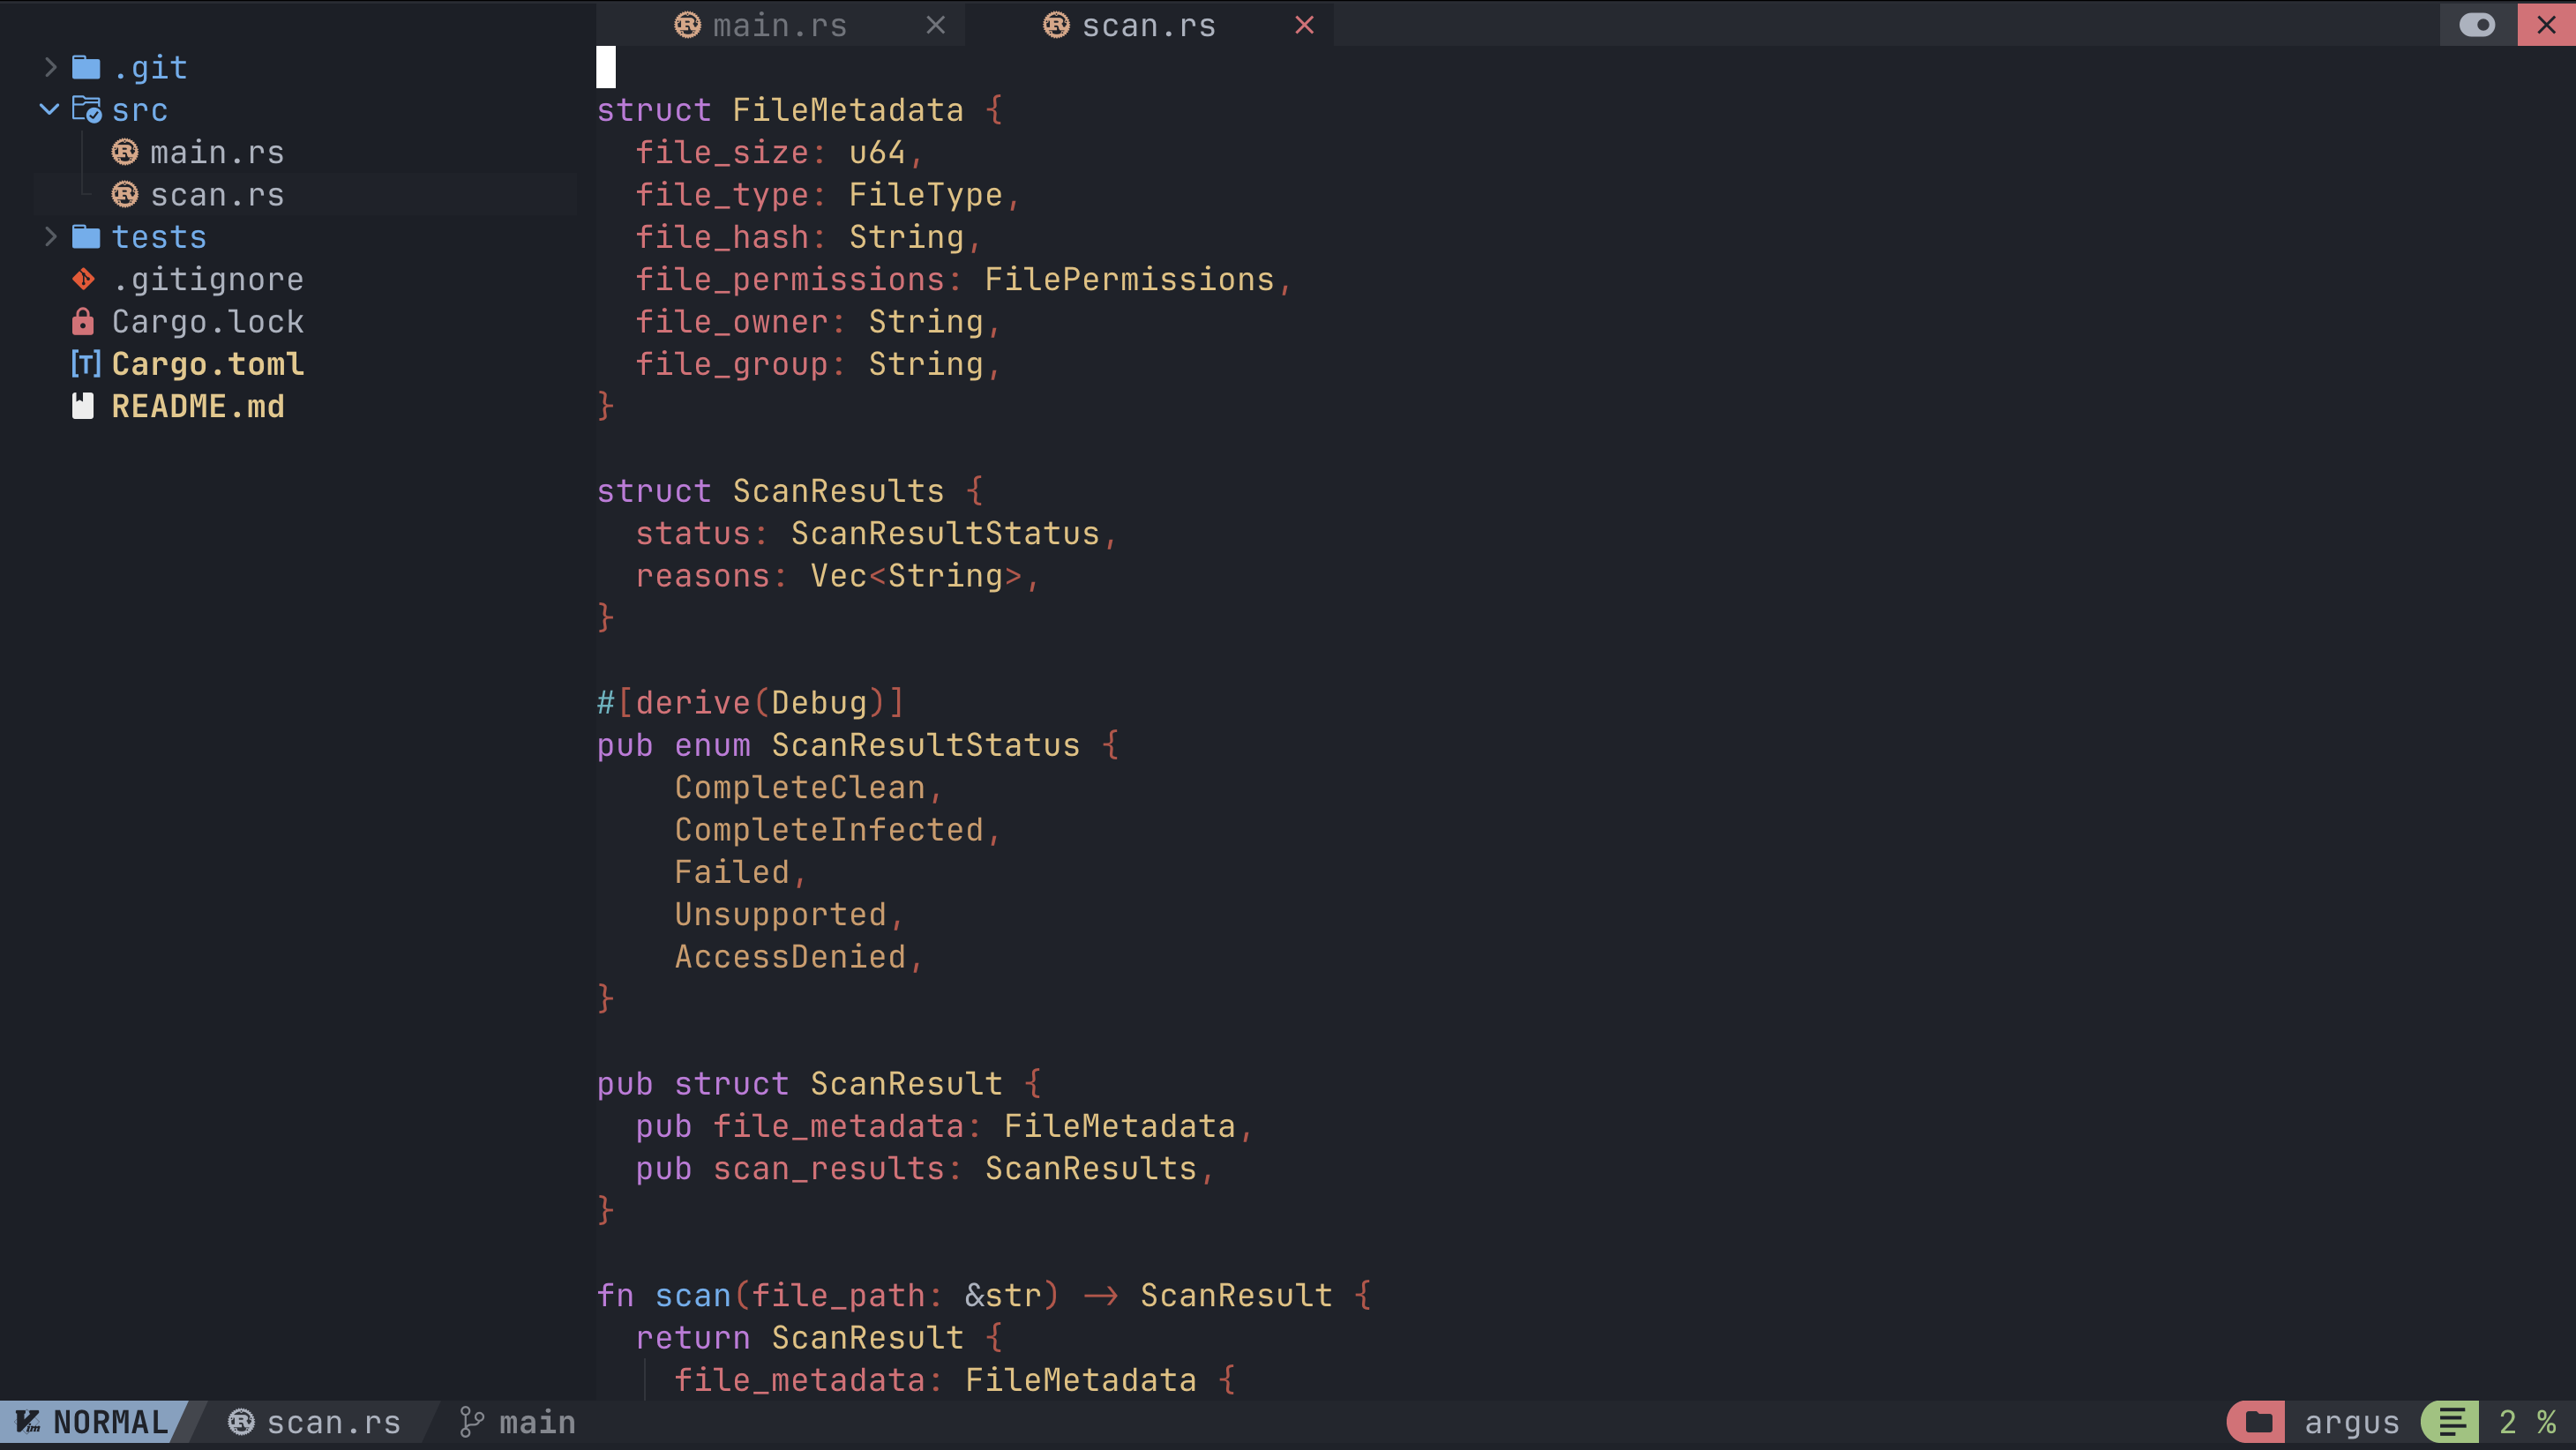 main.rs
scan.rs
.git
src
main.rs
scan.rs
tests
.gitignore
Cargo.lock
[T] Cargo.toml
README.md
struct FileMetadata {
  file_size: u64,
  file_type: FileType,
  file_hash: String,
  file_permissions: FilePermissions,
  file_owner: String,
  file_group: String,
}
struct ScanResults {
  status: ScanResultStatus,
  reasons: Vec<String>,
}
#[derive(Debug)]
pub enum ScanResultStatus {
    CompleteClean,
    CompleteInfected,
    Failed,
    Unsupported,
    AccessDenied,
}
pub struct ScanResult {
  pub file_metadata: FileMetadata,
  pub scan_results: ScanResults,
}
fn scan(file_path: &str) -> ScanResult {
  return ScanResult {
    file_metadata: FileMetadata {
NORMAL scan.rs main argus 2 %